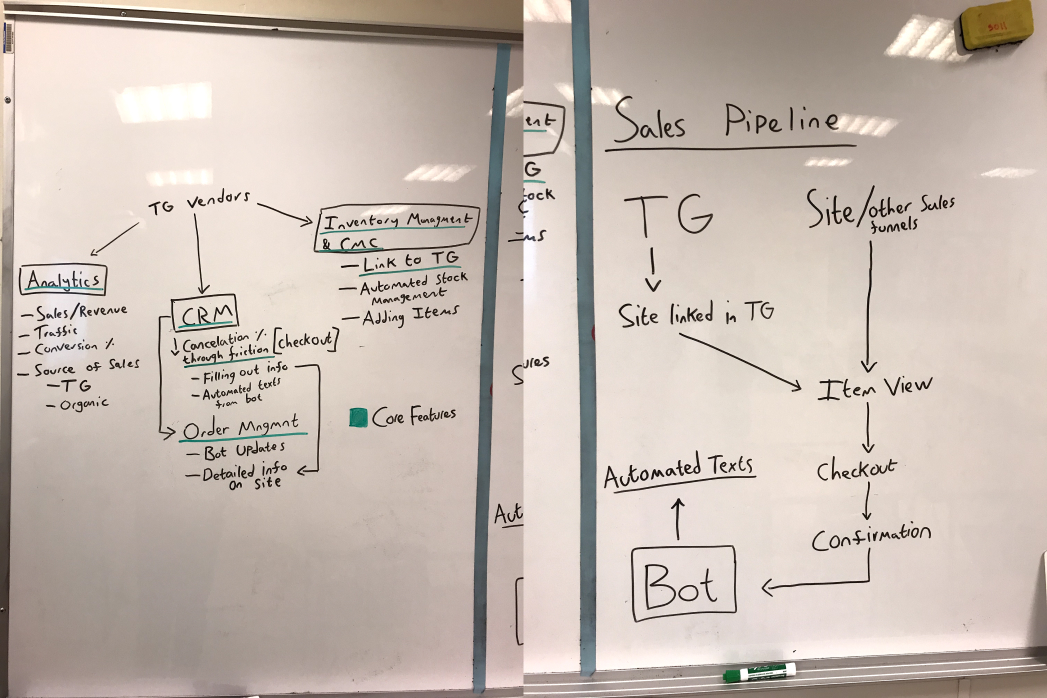 TG Vendors
Analytics
– Sales/Revenue
– Traffic
– Conversion %
– Source of Sales
– TG
– Organic
CRM
↓ Cancelation %
through friction [Checkout]
– Filling out info
– Automated texts
from bot
Order Mngmnt
– Bot Updates
– Detailed info
on site
Inventory Managment
& CMC
– Link to TG
– Automated Stock
Management
– Adding Items
Core Features
ent
G
tock
ms
ures
Aut
Sales Pipeline
TG
Site/other Sales
funnels
Site linked in TG
Item View
Checkout
Confirmation
Automated Texts
Bot